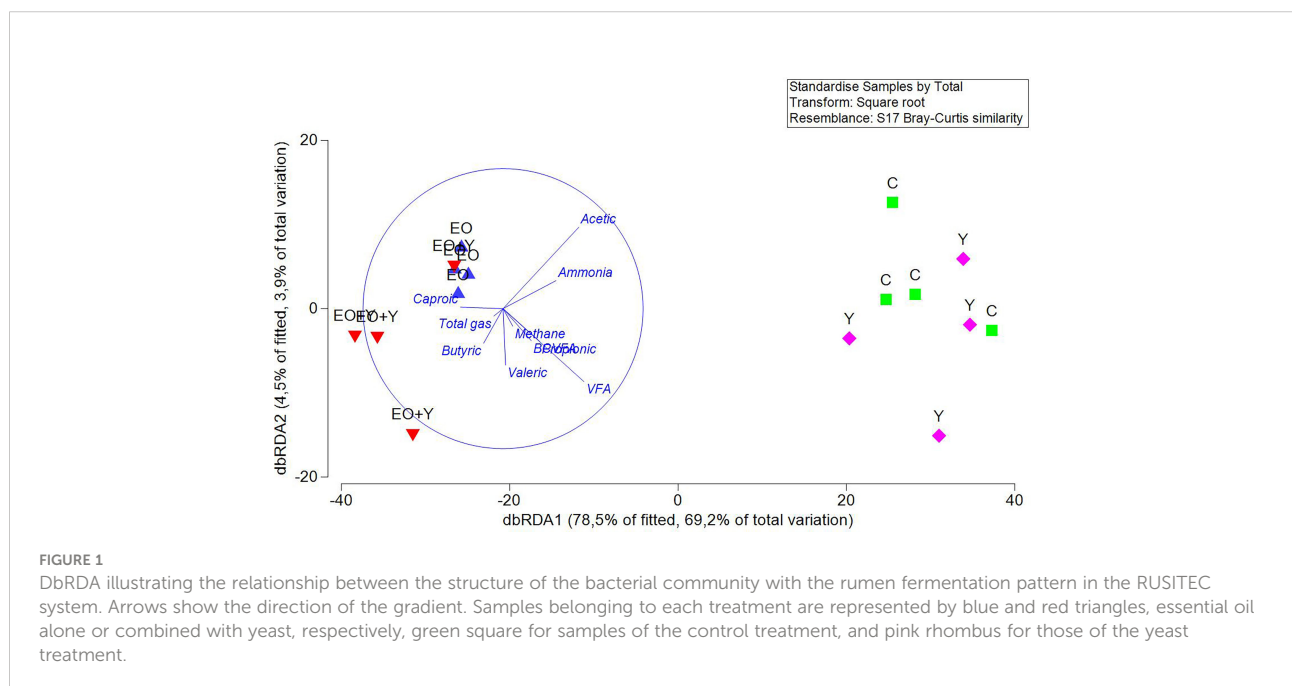 Standardise Samples by Total
Transform: Square root
Resemblance: S17 Bray-Curtis similarity
20
0
-20
dbRDA2 (4,5% of fitted, 3,9% of total variation)
C
Y
C
C
Y
C
Y
Y
EO
EO+Y
EO
EO
EO
EO+Y
EO+Y
EO+Y
Acetic
Ammonia
Caproic
Total gas
Methane
Butyric
Propionic
Valeric
VFA
-40
-20
0
20
40
dbRDA1 (78,5% of fitted, 69,2% of total variation)
FIGURE 1
DbRDA illustrating the relationship between the structure of the bacterial community with the rumen fermentation pattern in the RUSITEC
system. Arrows show the direction of the gradient. Samples belonging to each treatment are represented by blue and red triangles, essential oil
alone or combined with yeast, respectively, green square for samples of the control treatment, and pink rhombus for those of the yeast
treatment.